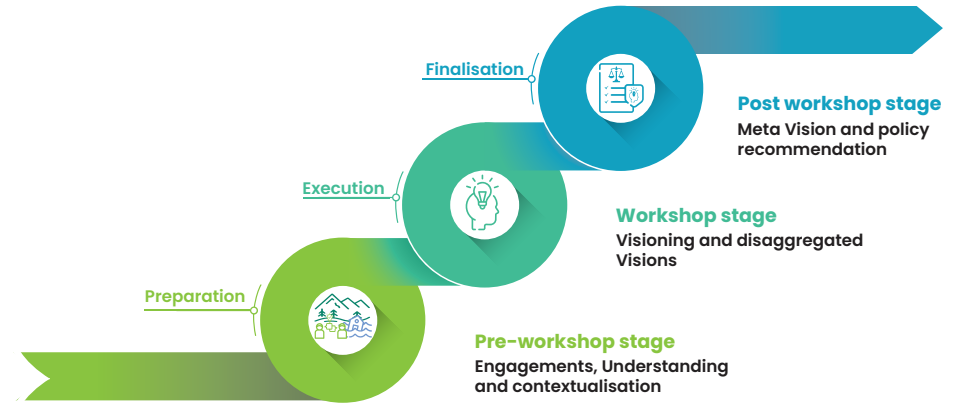 Finalisation
Post workshop stage
Meta Vision and policy
recommendation
Execution
Workshop stage
Visioning and disaggregated
Visions
Preparation
Pre-workshop stage
Engagements, Understanding
and contextualisation